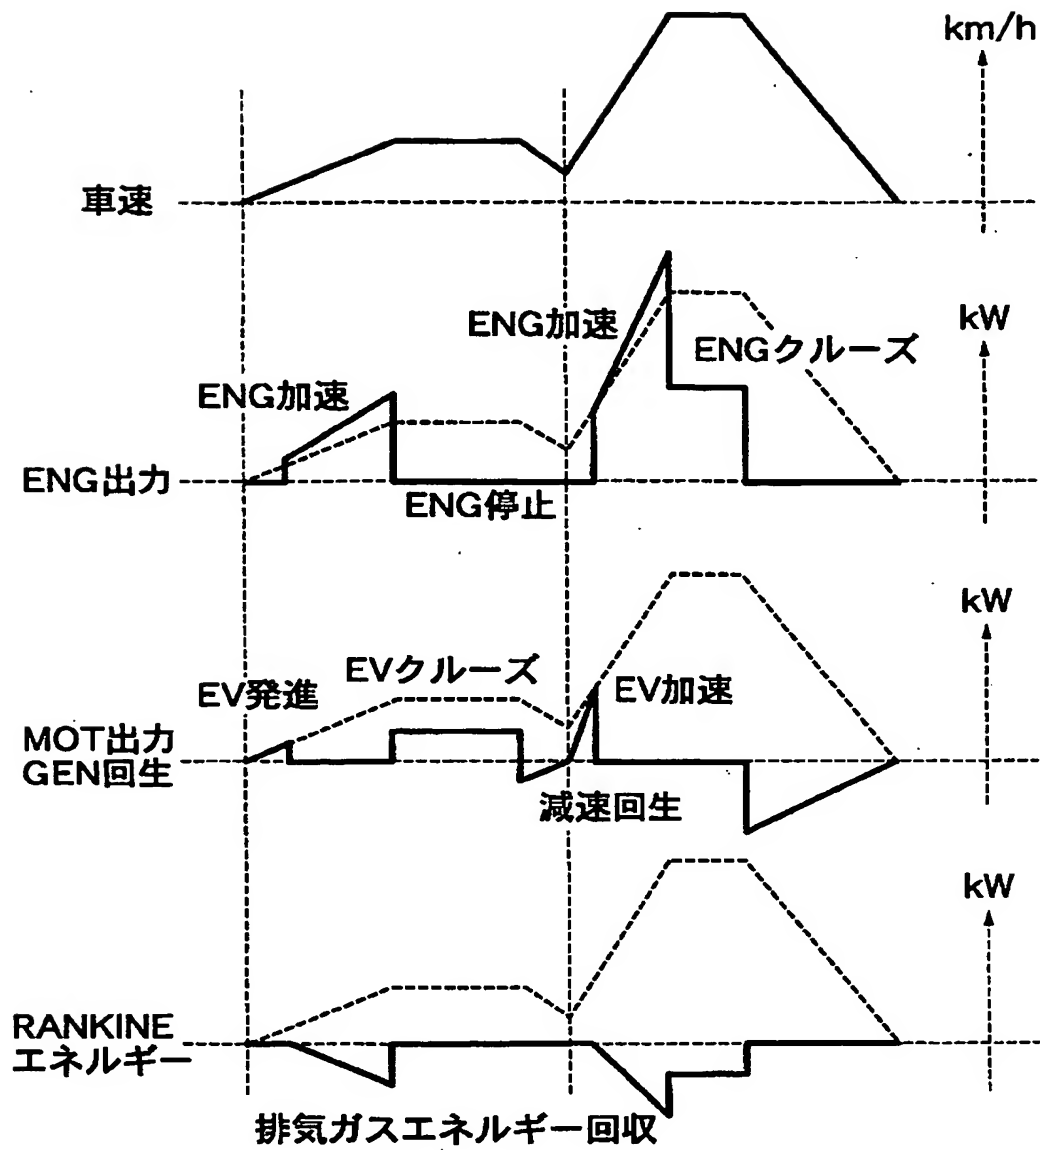 km/h
車速
ENG加速
kW
ENGクルーズ
ENG加速
ENG出力
ENG停止
kW
EVクルーズ
EV発進
EV加速
MOT出力
GEN回生
減速回生
kW
RANKINE
エネルギー
排気ガスエネルギー回収